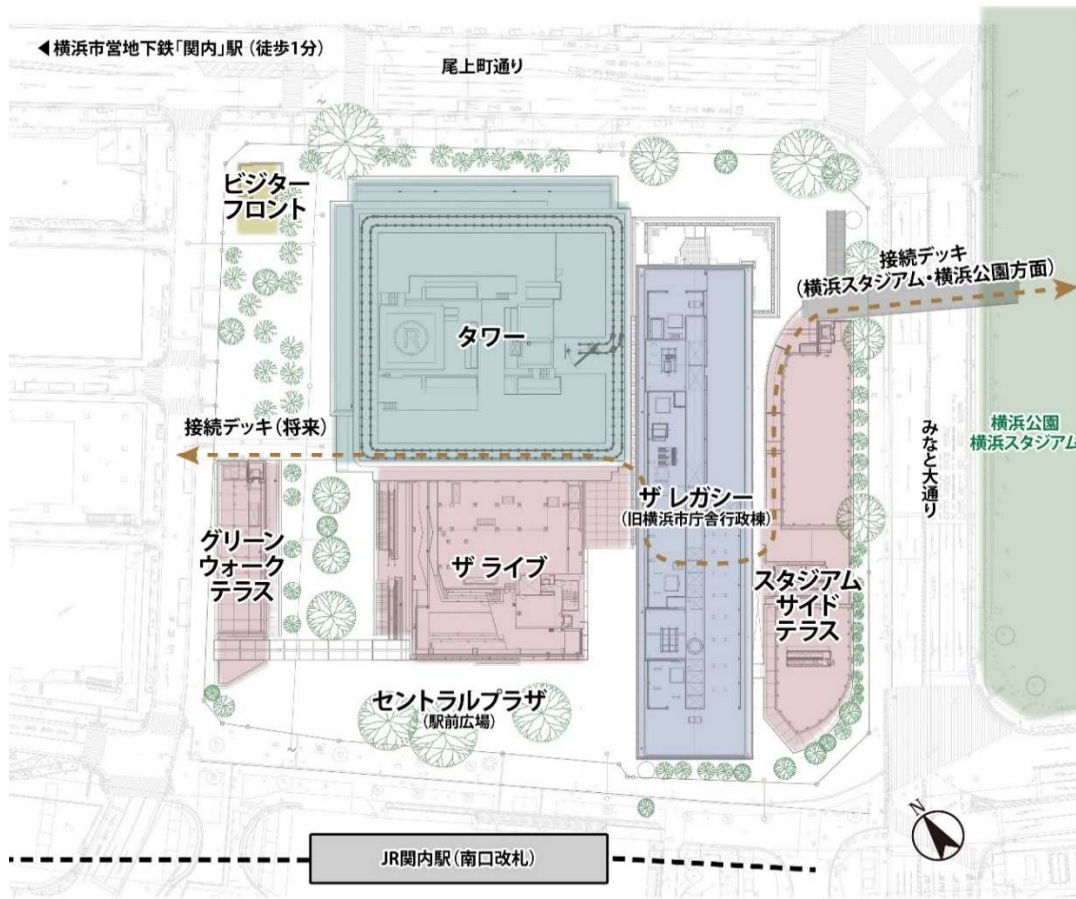 ◀横浜市営地下鉄「関内」駅（徒歩1分）
尾上町通り
ビジター
フロント
接続デッキ
（横浜スタジアム・横浜公園方面）
タワー
R
接続デッキ（将来）
横浜公園
横浜スタジアム
みなと大通り
ザ レガシー
（旧横浜市庁舎行政棟）
グリーン
ウォーク
テラス
ザ ライブ
スタジアム
サイド
テラス
セントラルプラザ
（駅前広場）
N
JR関内駅（南口改札）